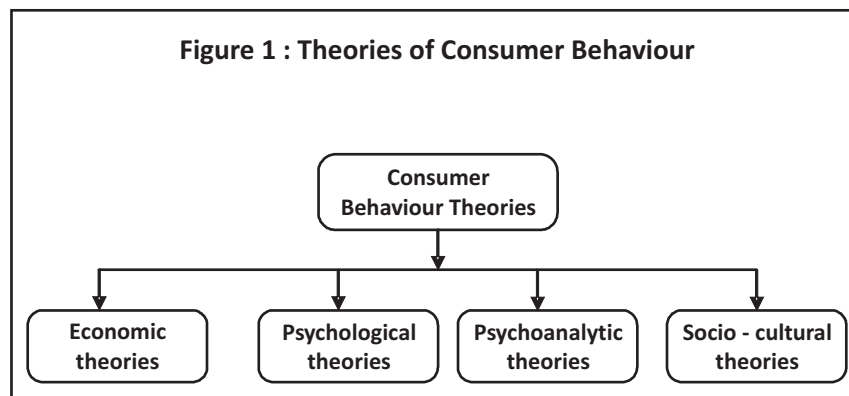 Figure 1 : Theories of Consumer Behaviour
Consumer
Behaviour Theories
Economic
theories
Psychological
theories
Psychoanalytic
theories
Socio - cultural
theories